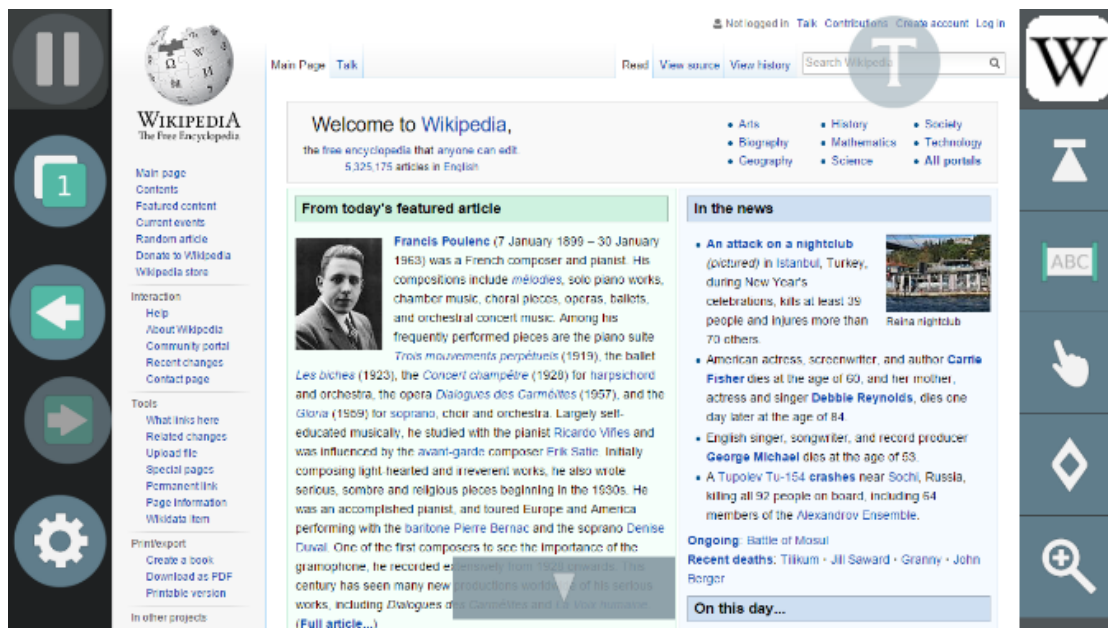 1
WIKIPEDIA
The Free Encyclopedia
Main page
Contents
Featured content
Current events
Random article
Donate to Wikipedia
Wikipedia store
Interaction
Help
About Wikipedia
Community portal
Recent changes
Contact page
Tools
What links here
Related changes
Upload file
Special pages
Permanent link
Page information
Wikidata item
Print/export
Create a book
Download as PDF
Printable version
In other projects
Not logged in Talk Contributions Create account Log in
Main Page Talk
Read View source View history Search Wikipedia
T
Welcome to Wikipedia,
the free encyclopedia that anyone can edit.
5,325,175 articles in English
Arts
Biography
Geography
History
Mathematics
Science
Society
Technology
All portals
From today's featured article
Francis Poulenc (7 January 1899 – 30 January
1963) was a French composer and pianist. His
compositions include mélodies, solo piano works,
chamber music, choral pieces, operas, ballets,
and orchestral concert music. Among his
frequently performed pieces are the piano suite
Trois mouvements perpétuels (1919), the ballet
Les biches (1923), the Concert champêtre (1928) for harpsichord
and orchestra, the opera Dialogues des Carmélites (1957), and the
Gloria (1959) for soprano, choir and orchestra. Largely self-
educated musically, he studied with the pianist Ricardo Viñes and
was influenced by the avant-garde composer Erik Satie. Initially
composing light-hearted and irreverent works, he also wrote
serious, sombre and religious pieces beginning in the 1930s. He
was an accomplished pianist, and toured Europe and America
performing with the baritone Pierre Bernac and the soprano Denise
Duval. One of the first composers to see the importance of the
gramophone, he recorded extensively from 1928 onwards. This
century has seen many new productions worldwide of his serious
works, including Dialogues des Carmélites and La voix humaine.
(Full article...)
In the news
An attack on a nightclub
(pictured) in Istanbul, Turkey,
during New Year's
celebrations, kills at least 39
people and injures more than
70 others.
Reina nightclub
American actress, screenwriter, and author Carrie
Fisher dies at the age of 60, and her mother,
actress and singer Debbie Reynolds, dies one
day later at the age of 84.
English singer, songwriter, and record producer
George Michael dies at the age of 53.
A Tupolev Tu-154 crashes near Sochi, Russia,
killing all 92 people on board, including 64
members of the Alexandrov Ensemble.
Ongoing: Battle of Mosul
Recent deaths: Tilikum · Jill Saward · Granny · John
Berger
On this day...
W
ABC